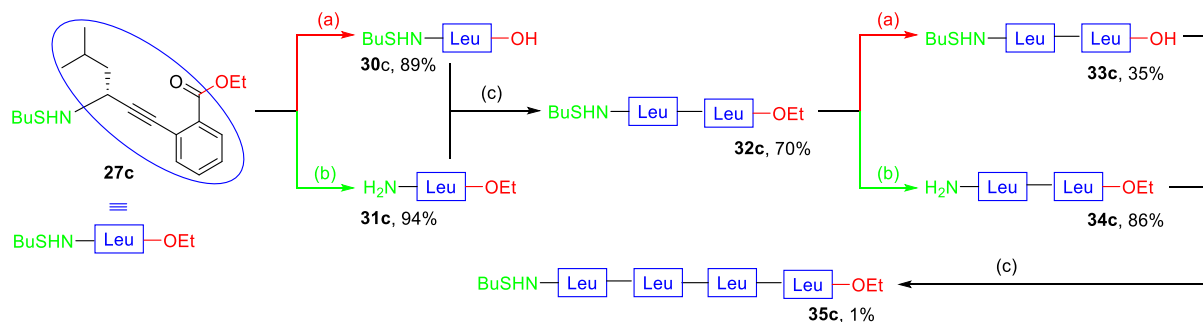 O
OEt
BuSHN
27c
≡
BuSHN Leu OEt
(a)
BuSHN Leu OH
30c, 89%
(b)
H₂N Leu OEt
31c, 94%
(c)
BuSHN Leu Leu OEt
32c, 70%
(a)
BuSHN Leu Leu OH
33c, 35%
(b)
H₂N Leu Leu OEt
34c, 86%
(c)
BuSHN Leu Leu Leu Leu OEt
35c, 1%